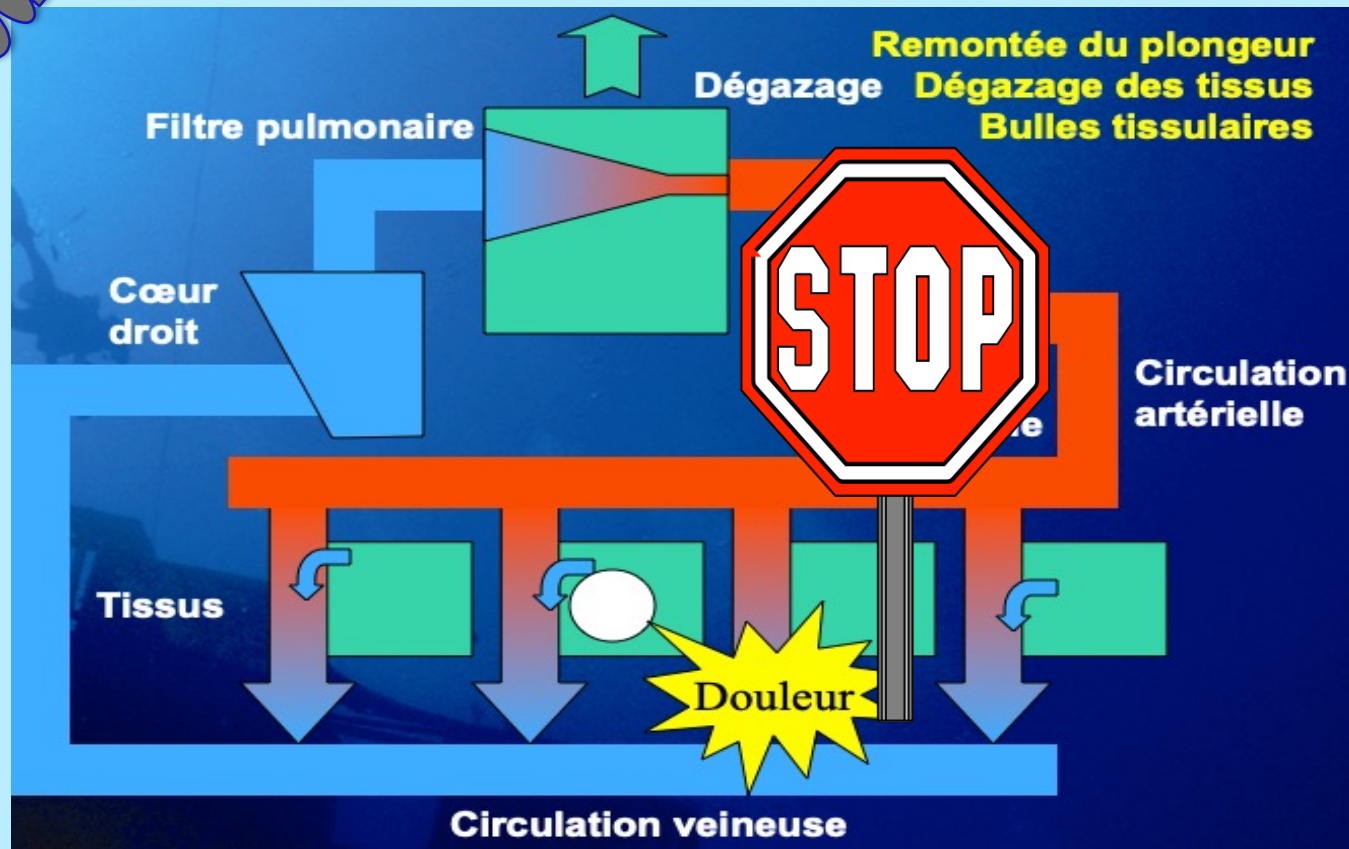 Remontée du plongeur
Dégazage Dégazage des tissus
Filtre pulmonaire Bulles tissulaires
STOP
Cœur
droit
Circulation
artérielle
Tissus
Douleur
Circulation veineuse